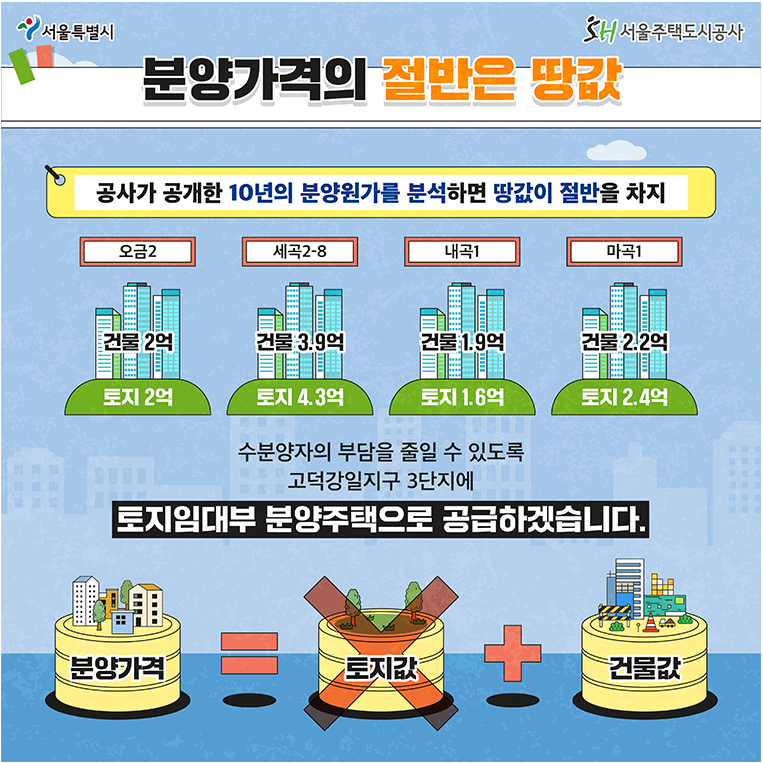 서울특별시
SH 서울주택도시공사
분양가격의 절반은 땅값
공사가 공개한 10년의 분양원가를 분석하면 땅값이 절반을 차지
오금2
세곡2-8
내곡1
마곡1
건물 2억
건물 3.9억
건물 1.9억
건물 2.2억
토지 2억
토지 4.3억
토지 1.6억
토지 2.4억
수분양자의 부담을 줄일 수 있도록
고덕강일지구 3단지에
토지임대부 분양주택으로 공급하겠습니다.
분양가격
=
토지값
+
건물값